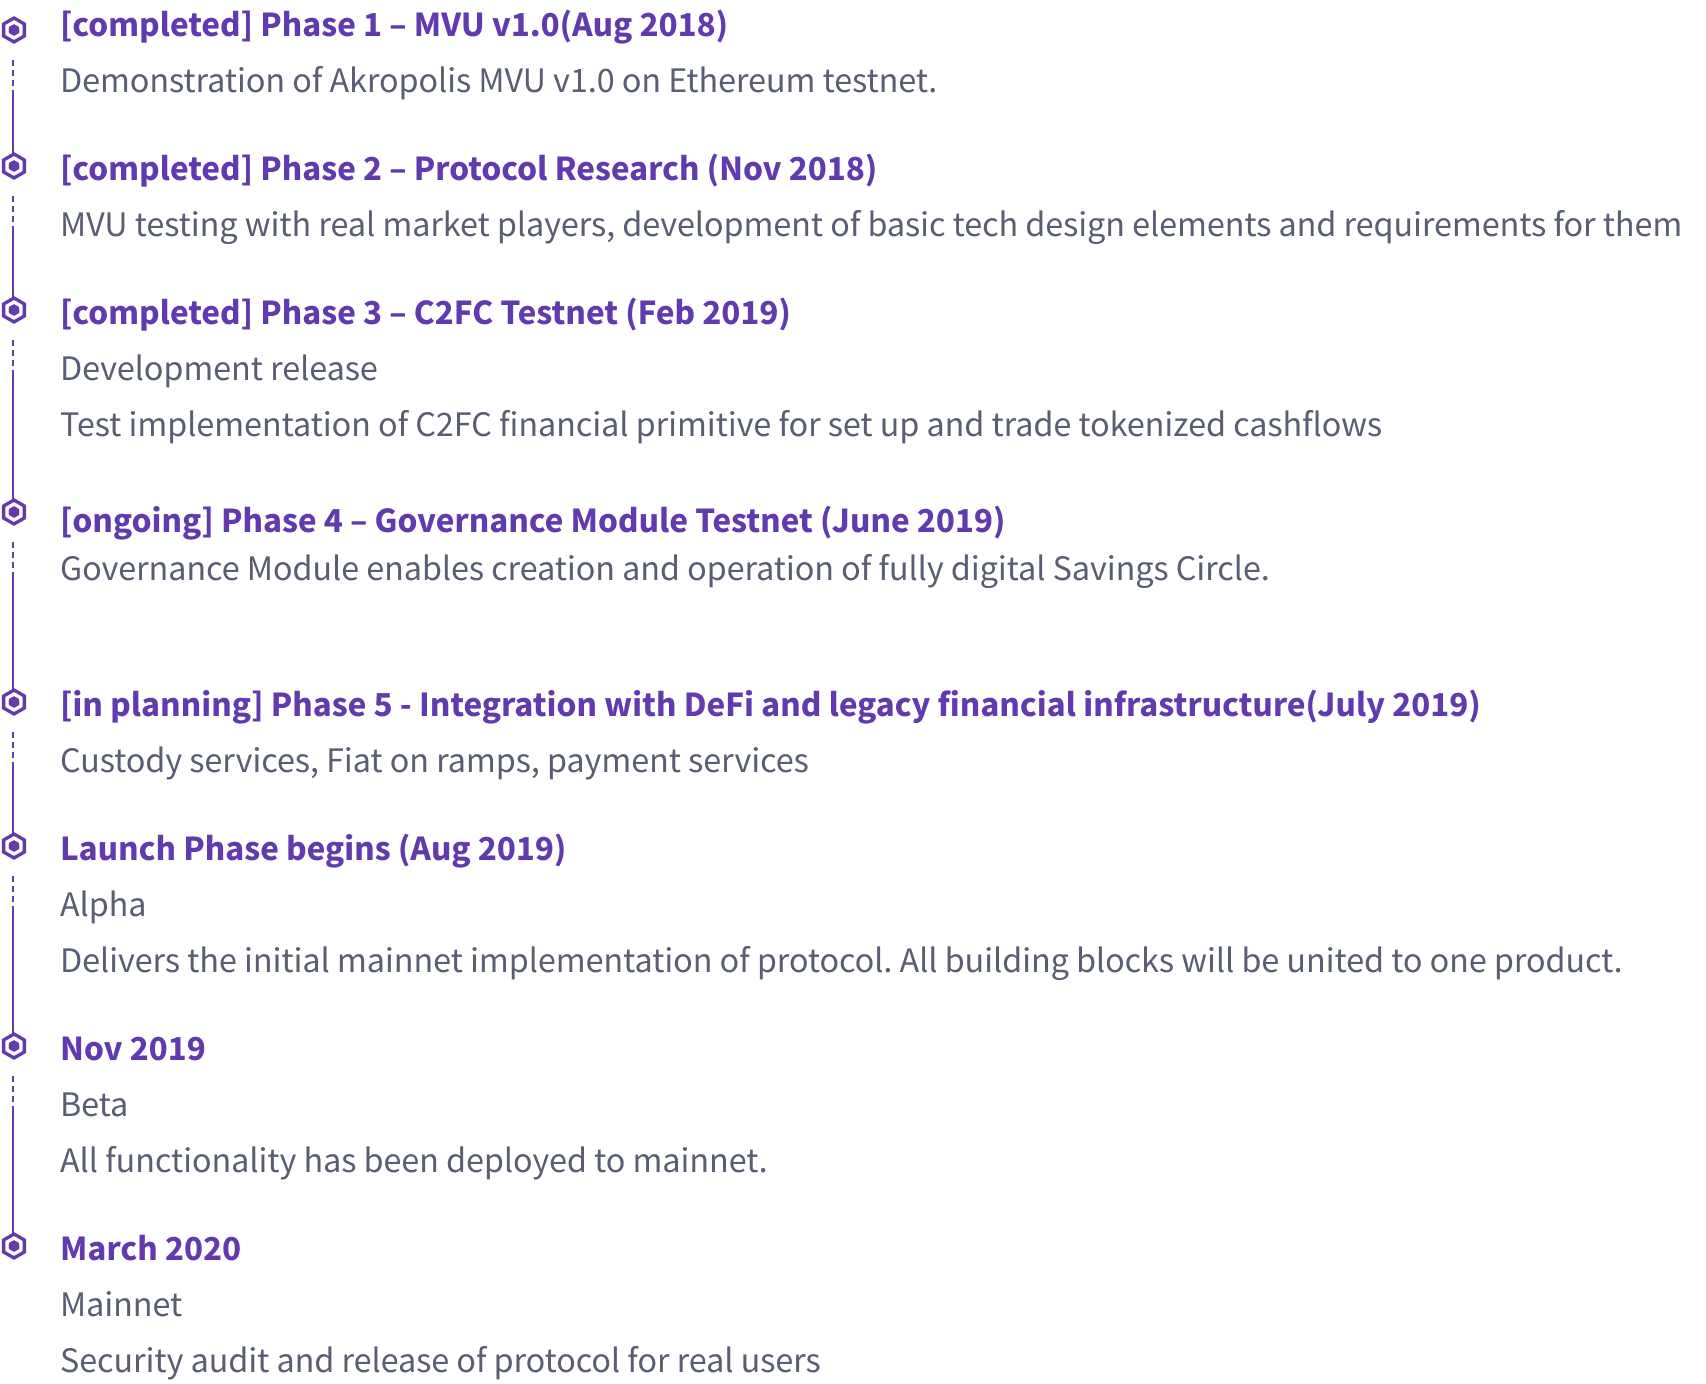 [completed] Phase 1 – MVU v1.0(Aug 2018)
Demonstration of Akropolis MVU v1.0 on Ethereum testnet.
[completed] Phase 2 – Protocol Research (Nov 2018)
MVU testing with real market players, development of basic tech design elements and requirements for them
[completed] Phase 3 – C2FC Testnet (Feb 2019)
Development release
Test implementation of C2FC financial primitive for set up and trade tokenized cashflows
[ongoing] Phase 4 – Governance Module Testnet (June 2019)
Governance Module enables creation and operation of fully digital Savings Circle.
[in planning] Phase 5 - Integration with DeFi and legacy financial infrastructure(July 2019)
Custody services, Fiat on ramps, payment services
Launch Phase begins (Aug 2019)
Alpha
Delivers the initial mainnet implementation of protocol. All building blocks will be united to one product.
Nov 2019
Beta
All functionality has been deployed to mainnet.
March 2020
Mainnet
Security audit and release of protocol for real users